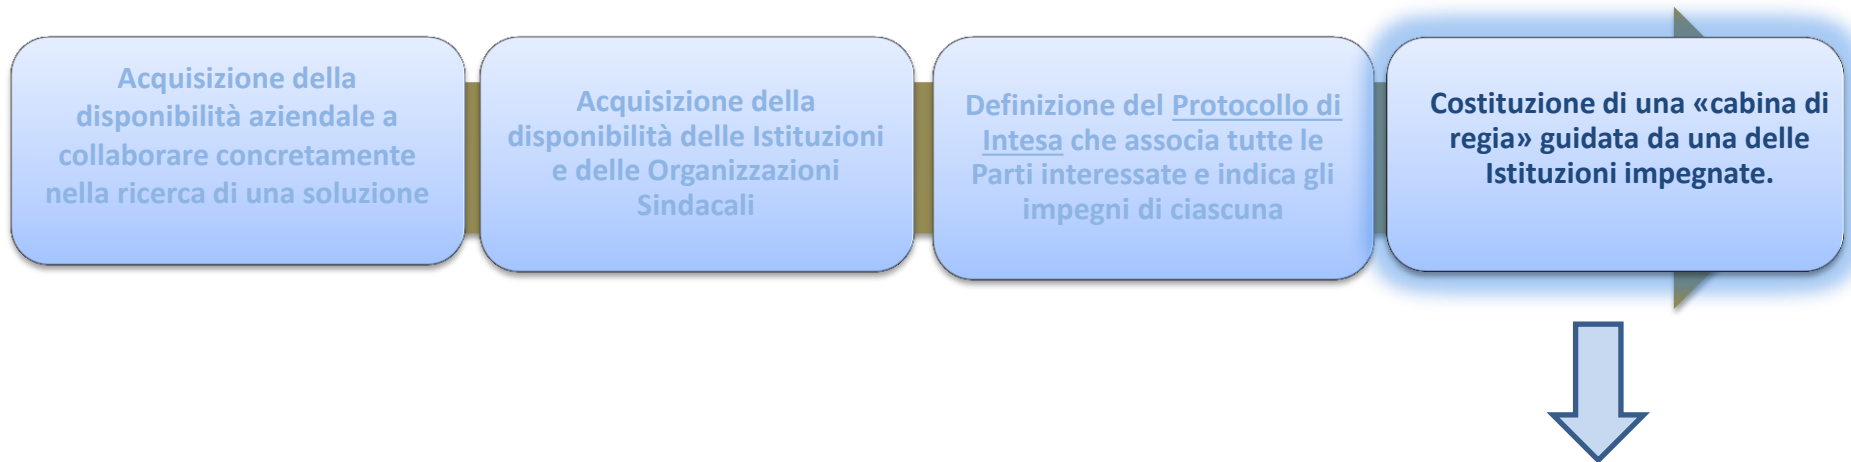 Acquisizione della
disponibilità aziendale a
collaborare concretamente
nella ricerca di una soluzione
Acquisizione della
disponibilità delle Istituzioni
e delle Organizzazioni
Sindacali
Definizione del Protocollo di
Intesa che associa tutte le
Parti interessate e indica gli
impegni di ciascuna
Costituzione di una «cabina di
regia» guidata da una delle
Istituzioni impegnate.